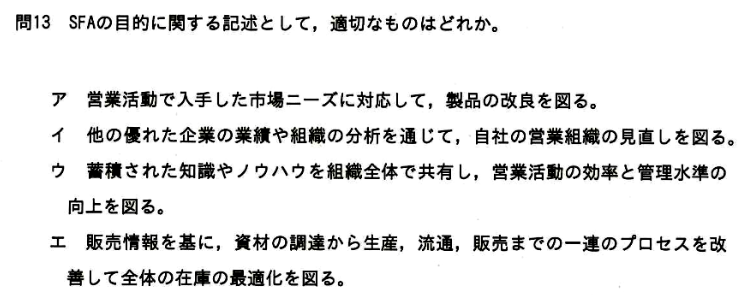 問13 SFAの目的に関する記述として，適切なものはどれか。
ア 営業活動で入手した市場ニーズに対応して，製品の改良を図る。
イ 他の優れた企業の業績や組織の分析を通じて，自社の営業組織の見直しを図る。
ウ 蓄積された知識やノウハウを組織全体で共有し，営業活動の効率と管理水準の
向上を図る。
エ 販売情報を基に，資材の調達から生産，流通，販売までの一連のプロセスを改
善して全体の在庫の最適化を図る。